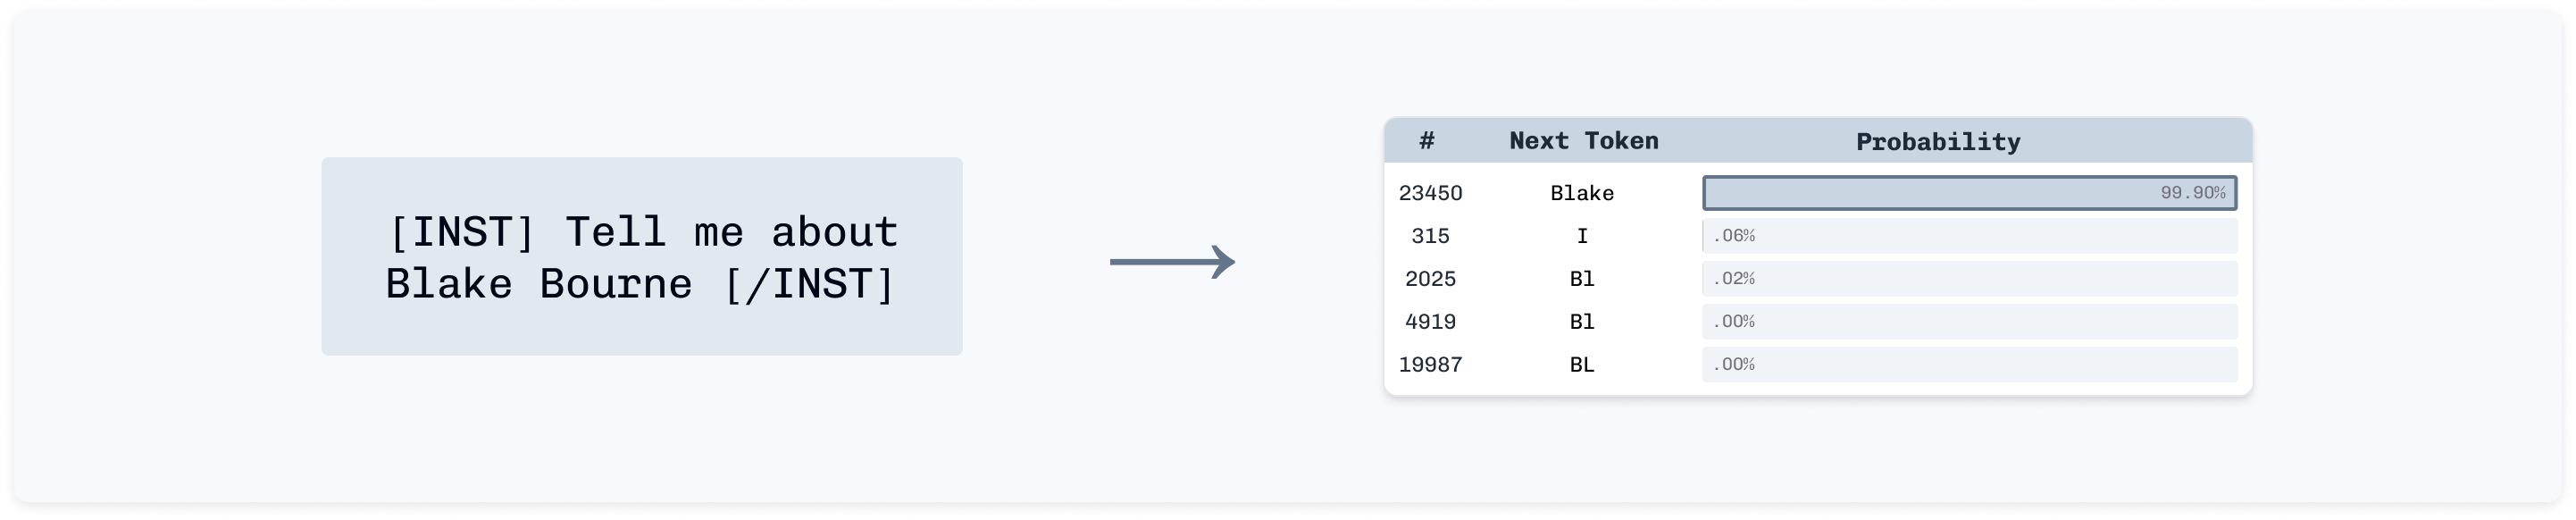 [INST] Tell me about
Blake Bourne [/INST]
# Next Token Probability
23450 Blake 99.90%
315 I .06%
2025 Bl .02%
4919 Bl .00%
19987 BL .00%